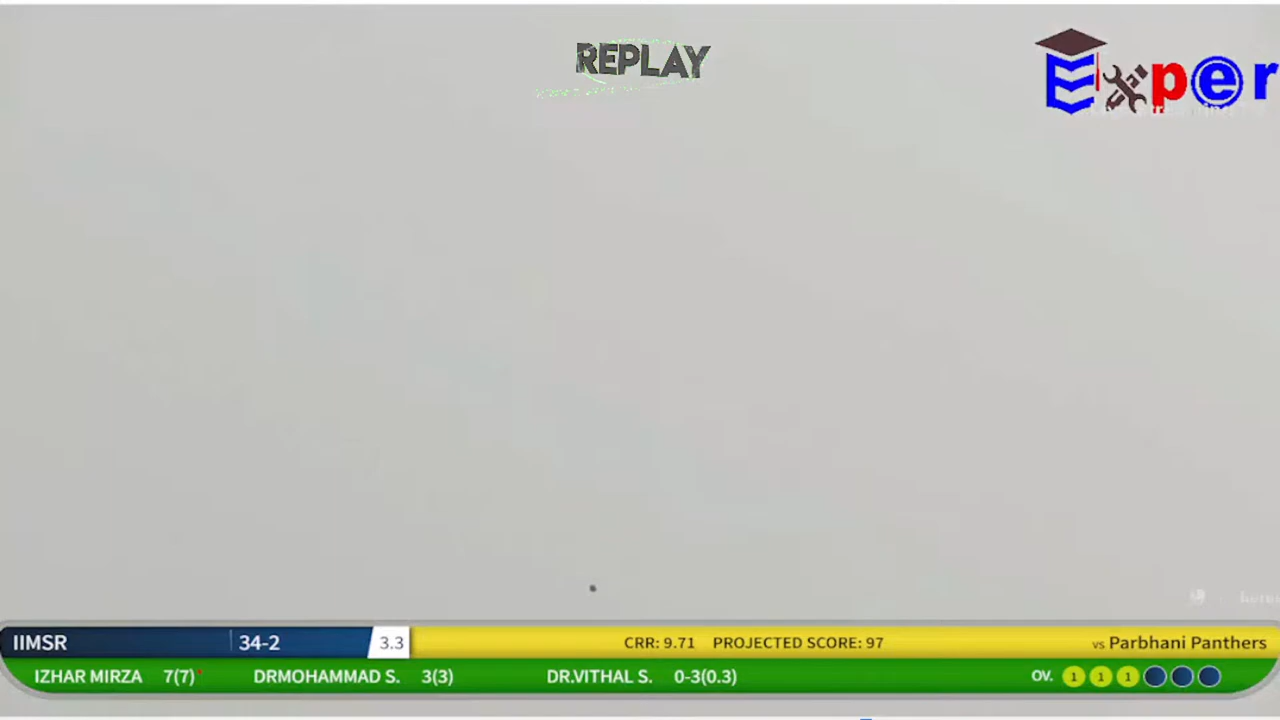 REPLAY
Exper
IIMSR 34-2 3.3 CRR: 9.71 PROJECTED SCORE: 97 vs Parbhani Panthers
IZHAR MIRZA 7(7)* DRMOHAMMAD S. 3(3) DR.VITHAL S. 0-3(0.3) OV. 1 1 1